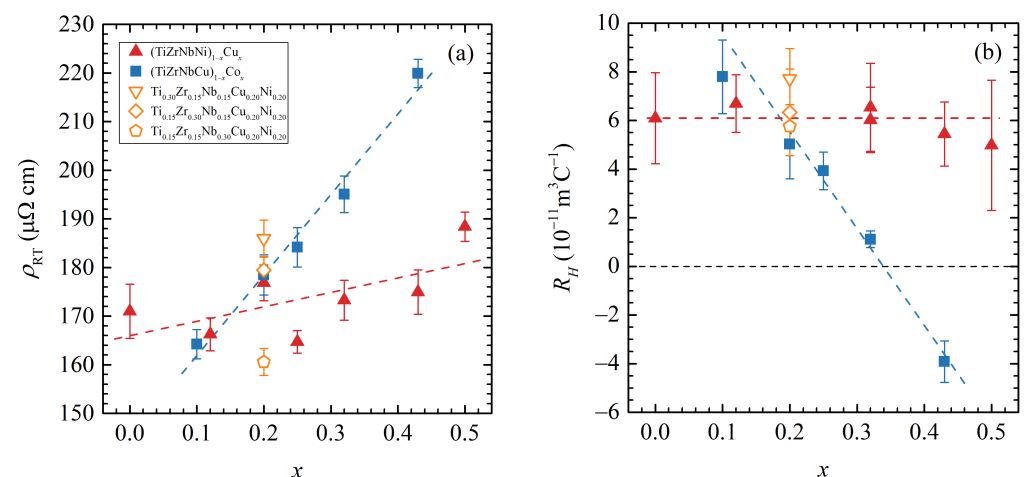 230
220
210
200
190
180
170
160
150
ρRT (μΩ cm)
(a)
(TiZrNbNi)1−xCux
(TiZrNbCu)1−xCox
Ti0.30Zr0.15Nb0.15Cu0.20Ni0.20
Ti0.15Zr0.30Nb0.15Cu0.20Ni0.20
Ti0.15Zr0.15Nb0.30Cu0.20Ni0.20
0.0 0.1 0.2 0.3 0.4 0.5
x
10
8
6
4
2
0
−2
−4
−6
RH (10−11m3C−1)
(b)
0.0 0.1 0.2 0.3 0.4 0.5
x